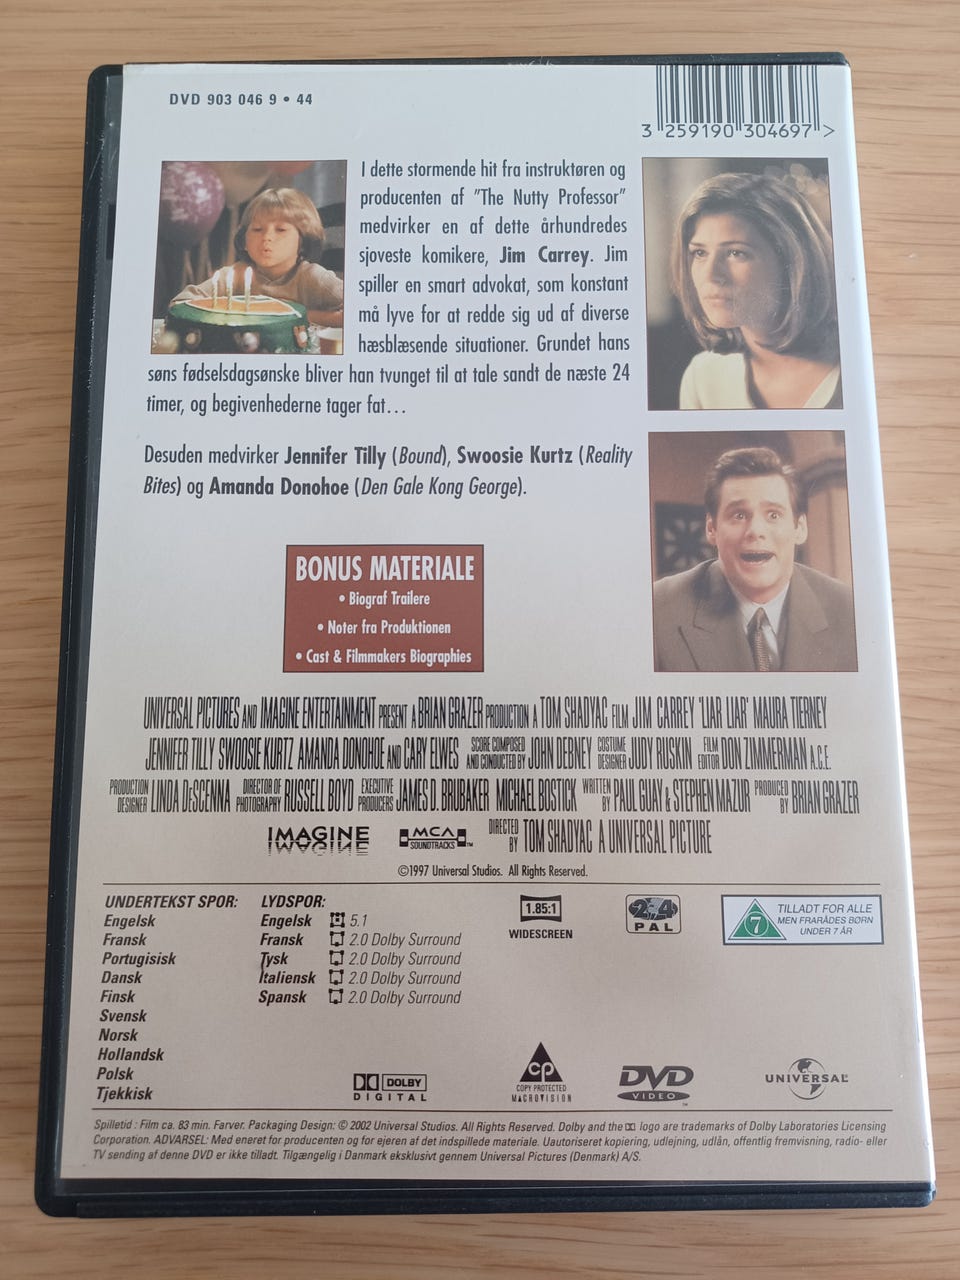 DVD 903 046 9 • 44
3 259190 304697 >
I dette stormende hit fra instruktøren og
producenten af "The Nutty Professor"
medvirker en af dette århundredes
sjoveste komikere, Jim Carrey. Jim
spiller en smart advokat, som konstant
må lyve for at redde sig ud af diverse
hæsblæsende situationer. Grundet hans
søns fødselsdagsønske bliver han tvunget til at tale sandt de næste 24
timer, og begivenhederne tager fat...
Desuden medvirker Jennifer Tilly (Bound), Swoosie Kurtz (Reality
Bites) og Amanda Donohoe (Den Gale Kong George).
BONUS MATERIALE
• Biograf Trailere
• Noter fra Produktionen
• Cast & Filmmakers Biographies
UNIVERSAL PICTURES AND IMAGINE ENTERTAINMENT PRESENT A BRIAN GRAZER PRODUCTION A TOM SHADYAC FILM JIM CARREY 'LIAR LIAR' MAURA TIERNEY
JENNIFER TILLY SWOOSIE KURTZ AMANDA DONOHOE AND CARY ELWES SCORE COMPOSED AND CONDUCTED BY JOHN DEBNEY COSTUME DESIGNER JUDY RUSKIN FILM EDITOR DON ZIMMERMAN A.C.E.
PRODUCTION DESIGNER LINDA DeSCENNA DIRECTOR OF PHOTOGRAPHY RUSSELL BOYD EXECUTIVE PRODUCERS JAMES D. BRUBAKER MICHAEL BOSTICK WRITTEN BY PAUL GUAY & STEPHEN MAZUR PRODUCED BY BRIAN GRAZER
IMAGINE MCA SOUNDTRACKS™ DIRECTED BY TOM SHADYAC A UNIVERSAL PICTURE
©1997 Universal Studios. All Rights Reserved.
UNDERTEKST SPOR:
Engelsk
Fransk
Portugisisk
Dansk
Finsk
Svensk
Norsk
Hollandsk
Polsk
Tjekkisk
LYDSPOR:
Engelsk 5.1
Fransk 2.0 Dolby Surround
Tysk 2.0 Dolby Surround
Italiensk 2.0 Dolby Surround
Spansk 2.0 Dolby Surround
1.85:1
WIDESCREEN
2 4
PAL
7
TILLADT FOR ALLE
MEN FRARÅDES BØRN
UNDER 7 ÅR
DOLBY
DIGITAL
cp
COPY PROTECTED
MACROVISION
DVD
VIDEO™
UNIVERSAL
Spilletid : Film ca. 83 min. Farver. Packaging Design: © 2002 Universal Studios. All Rights Reserved. Dolby and the logo are trademarks of Dolby Laboratories Licensing
Corporation. ADVARSEL: Med eneret for producenten og for ejeren af det indspillede materiale. Uautoriseret kopiering, udlejning, udlån, offentlig fremvisning, radio- eller
TV sending af denne DVD er ikke tilladt. Tilgængelig i Danmark eksklusivt gennem Universal Pictures (Denmark) A/S.